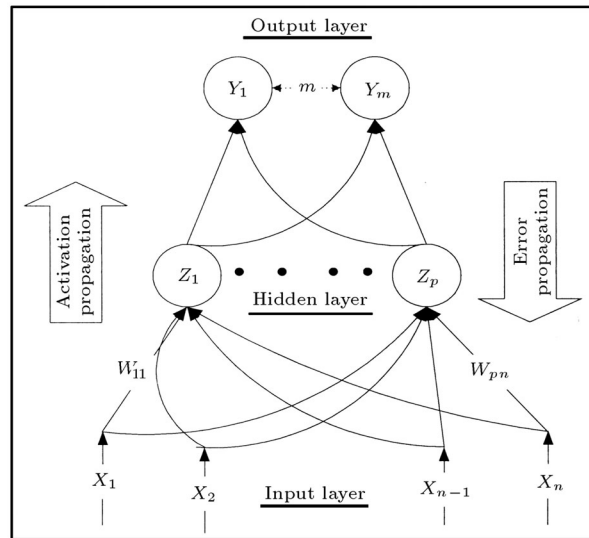 Output layer
Y₁ m Yₘ
Activation propagation
Error propagation
Z₁ Zₚ
Hidden layer
W₁₁ Wₚₙ
X₁ X₂ Xₙ₋₁ Xₙ
Input layer